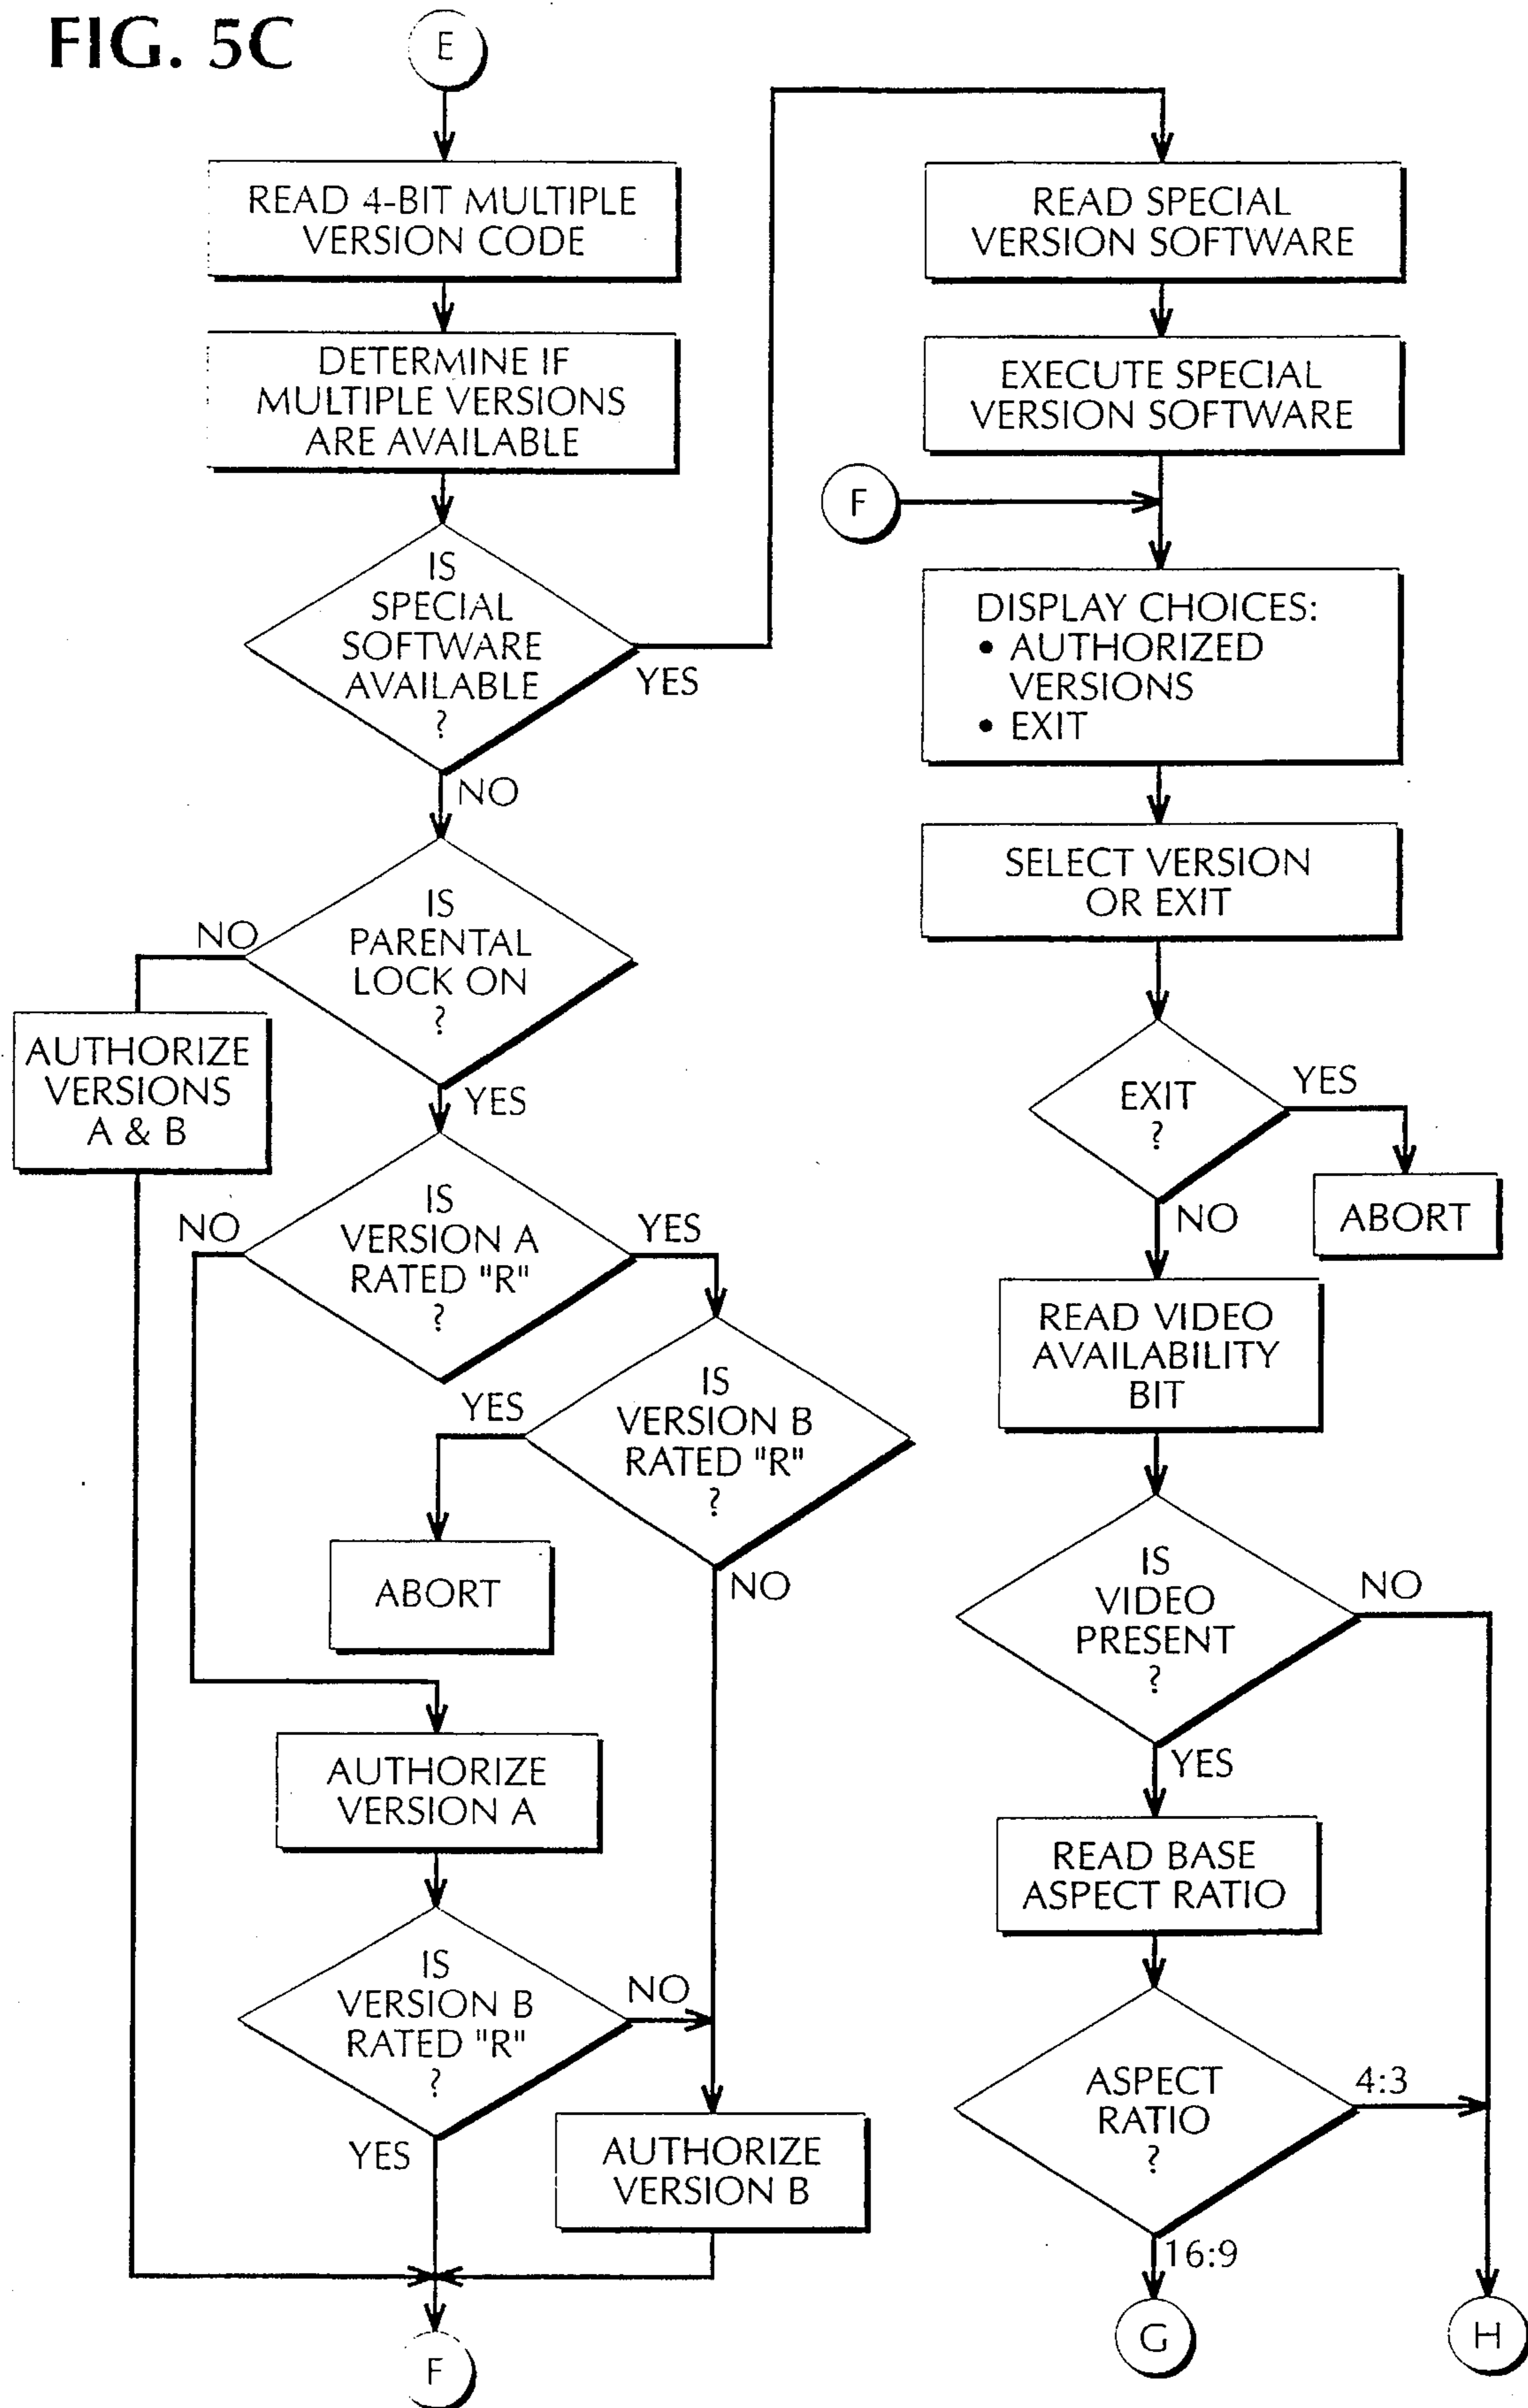 FIG. 5C
E
READ 4-BIT MULTIPLE
VERSION CODE
DETERMINE IF
MULTIPLE VERSIONS
ARE AVAILABLE
IS
SPECIAL
SOFTWARE
AVAILABLE
?
YES
NO
IS
PARENTAL
LOCK ON
?
NO
YES
AUTHORIZE
VERSIONS
A & B
IS
VERSION A
RATED "R"
?
NO
YES
IS
VERSION B
RATED "R"
?
YES
NO
ABORT
AUTHORIZE
VERSION A
IS
VERSION B
RATED "R"
?
NO
YES
AUTHORIZE
VERSION B
F
READ SPECIAL
VERSION SOFTWARE
EXECUTE SPECIAL
VERSION SOFTWARE
F
DISPLAY CHOICES:
• AUTHORIZED
VERSIONS
• EXIT
SELECT VERSION
OR EXIT
EXIT
?
YES
NO
ABORT
READ VIDEO
AVAILABILITY
BIT
IS
VIDEO
PRESENT
?
NO
YES
READ BASE
ASPECT RATIO
ASPECT
RATIO
?
4:3
16:9
G
H